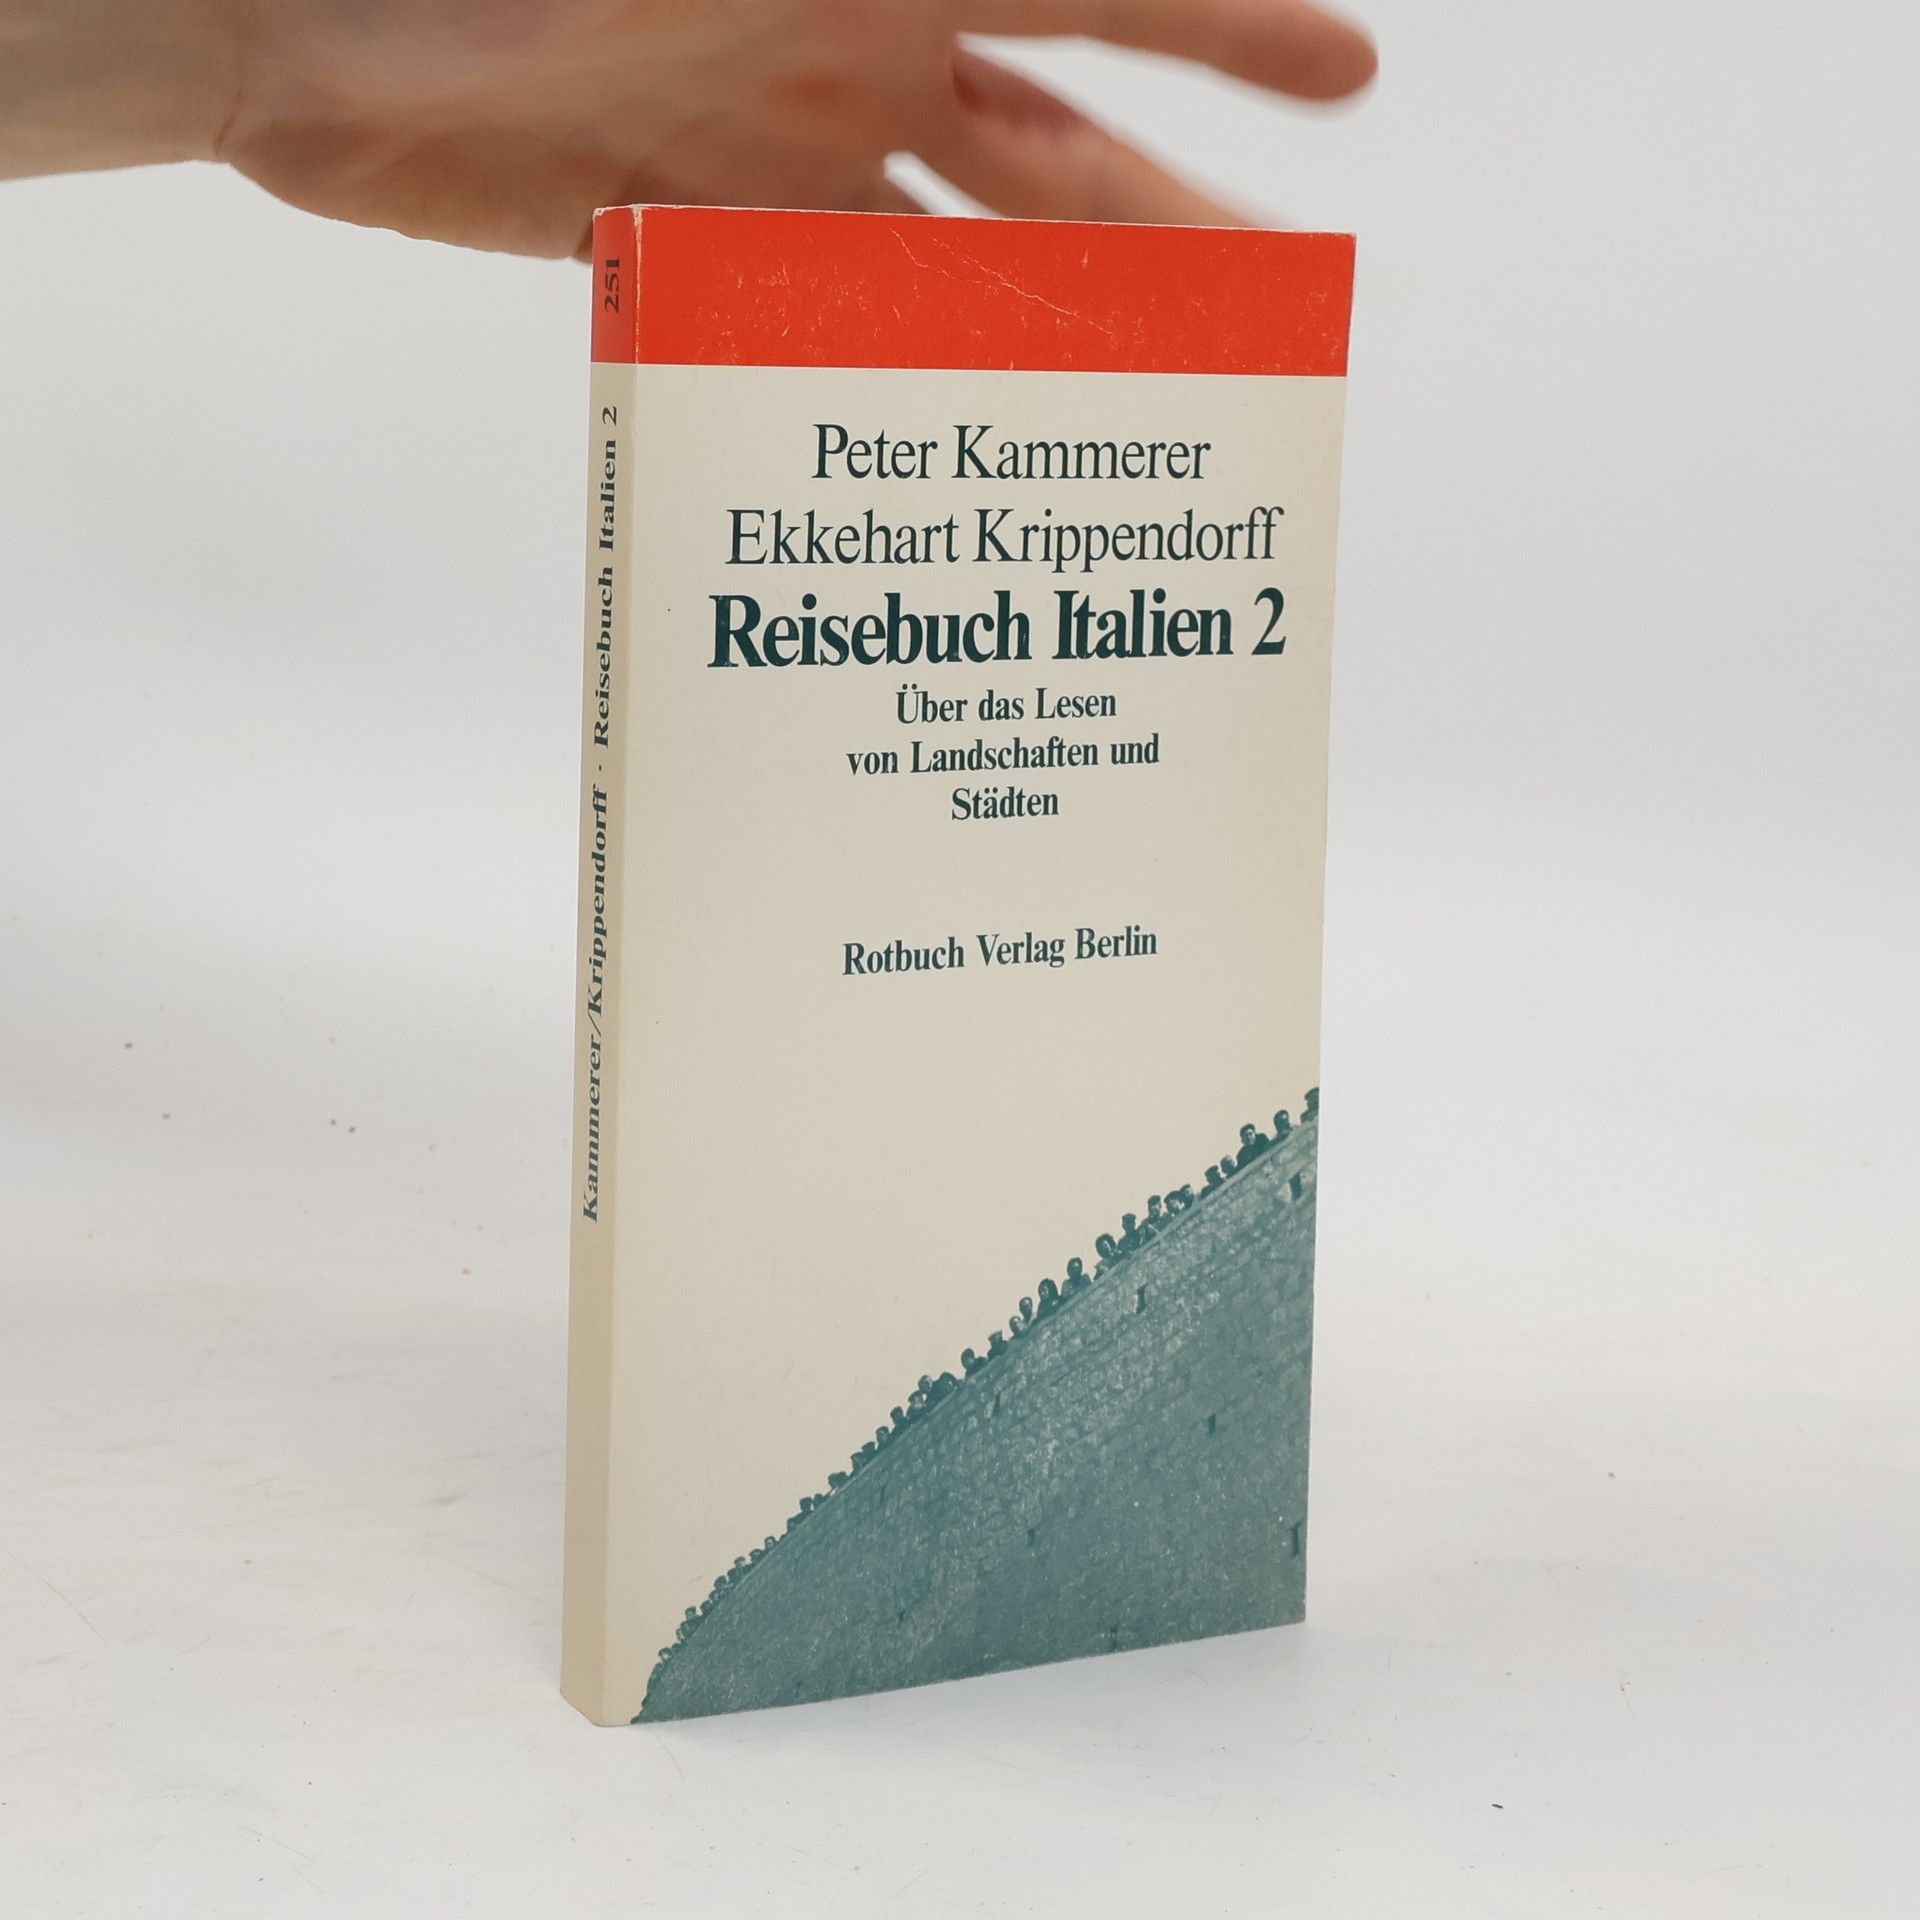 251
Kammerer/Krippendorff · Reisebuch Italien 2
Peter Kammerer
Ekkehart Krippendorff
Reisebuch Italien 2
Über das Lesen
von Landschaften und
Städten
Rotbuch Verlag Berlin